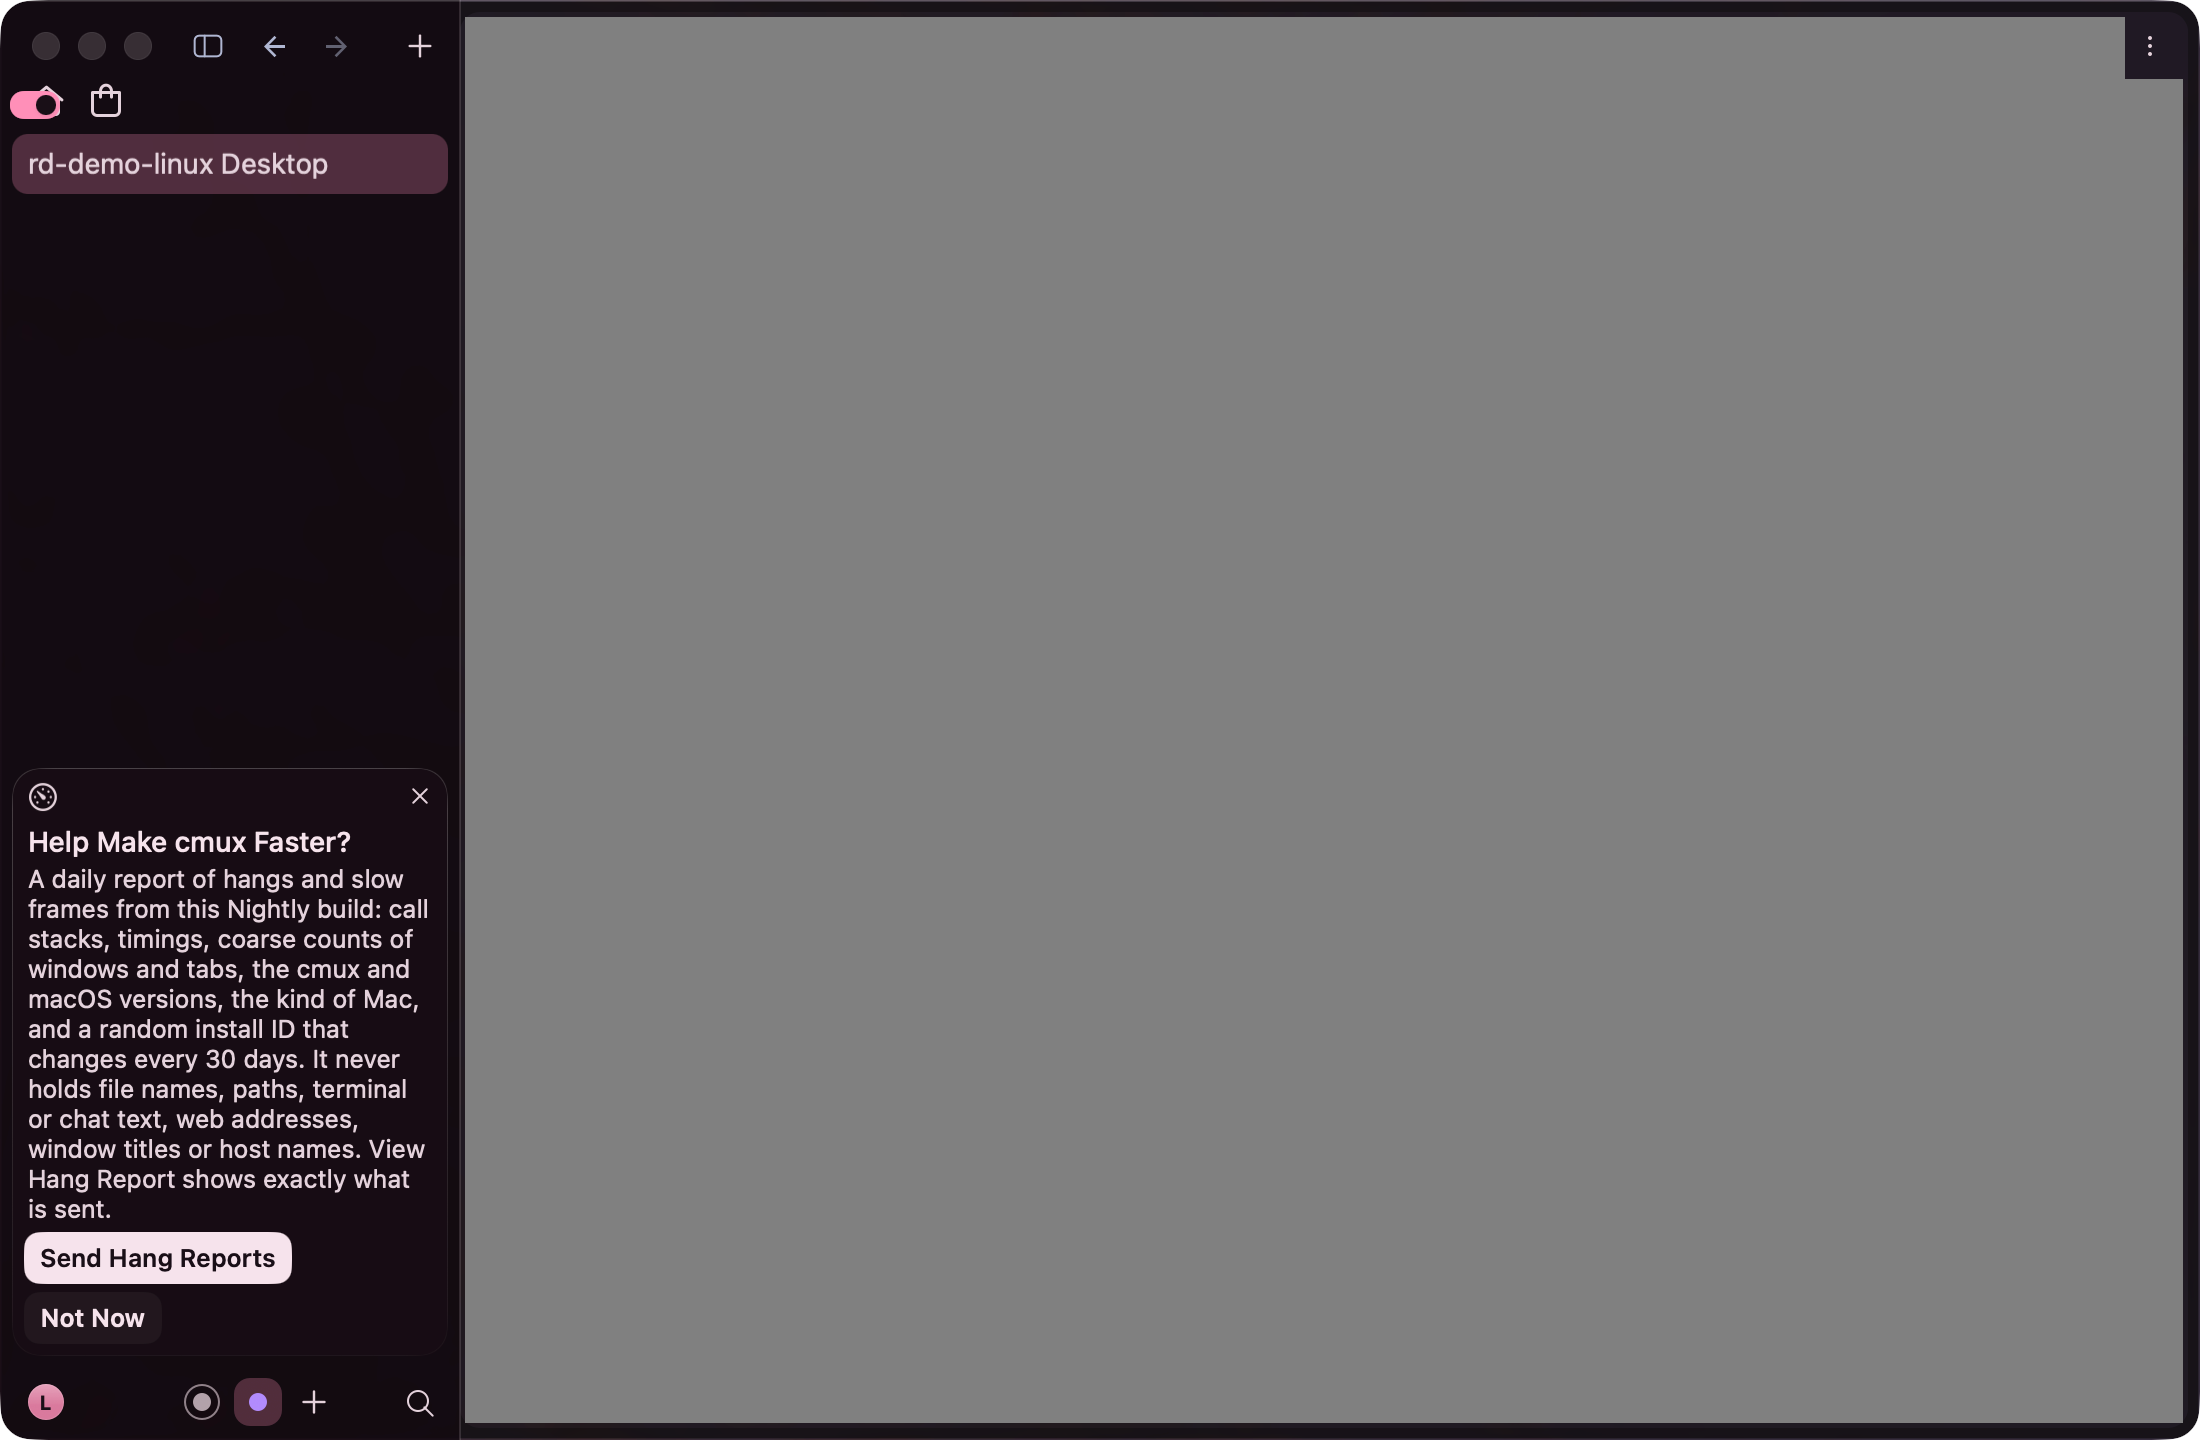 rd-demo-linux Desktop
Help Make cmux Faster?
A daily report of hangs and slow
frames from this Nightly build: call
stacks, timings, coarse counts of
windows and tabs, the cmux and
macOS versions, the kind of Mac,
and a random install ID that
changes every 30 days. It never
holds file names, paths, terminal
or chat text, web addresses,
window titles or host names. View
Hang Report shows exactly what
is sent.
Send Hang Reports
Not Now
L